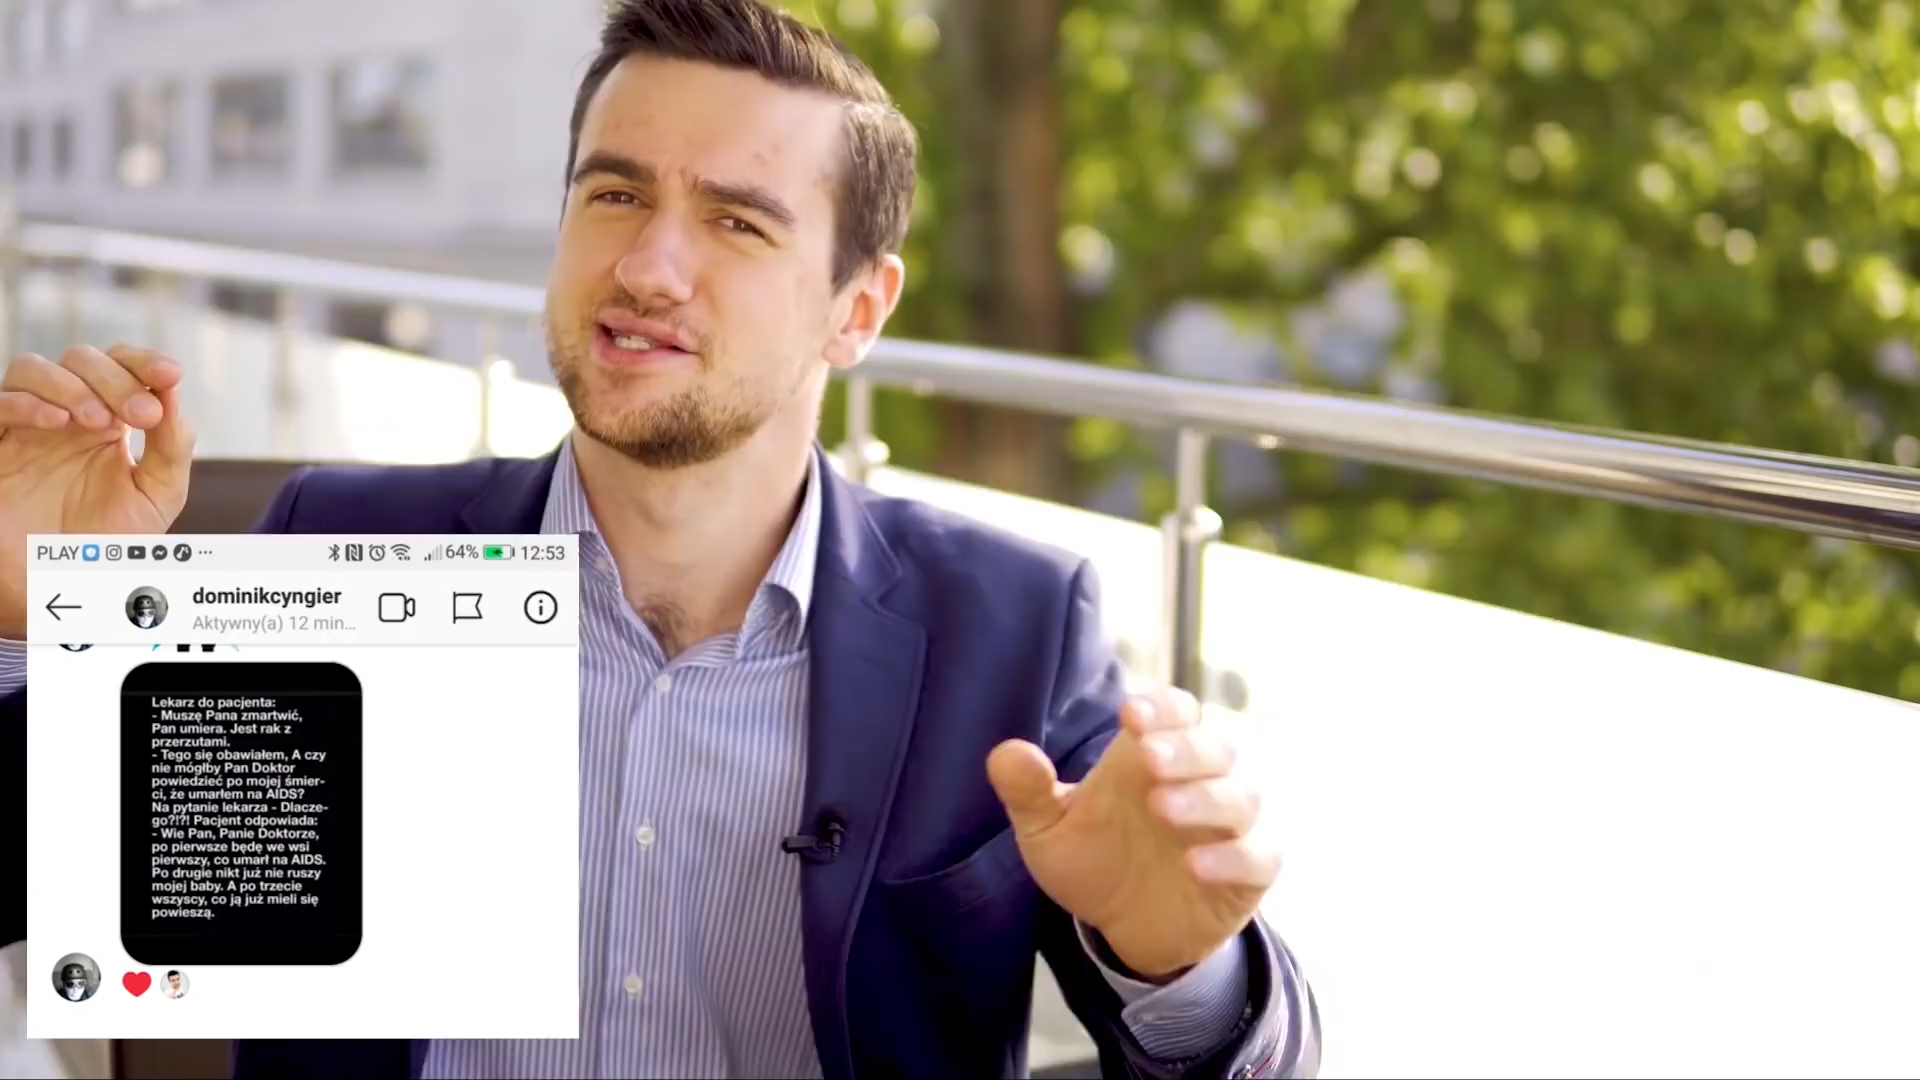 PLAY 64% 12:53
dominikcyngier
Aktywny(a) 12 min...
Lekarz do pacjenta:
- Muszę Pana zmartwić,
Pan umiera. Jest rak z
przerzutami.
- Tego się obawiałem, A czy
nie mógłby Pan Doktor
powiedzieć po mojej śmier-
ci, że umarłem na AIDS?
Na pytanie lekarza - Dlacze-
go?!?! Pacjent odpowiada:
- Wie Pan, Panie Doktorze,
po pierwsze będę we wsi
pierwszy, co umarł na AIDS.
Po drugie nikt już nie ruszy
mojej baby. A po trzecie
wszyscy, co ją już mieli się
powieszą.